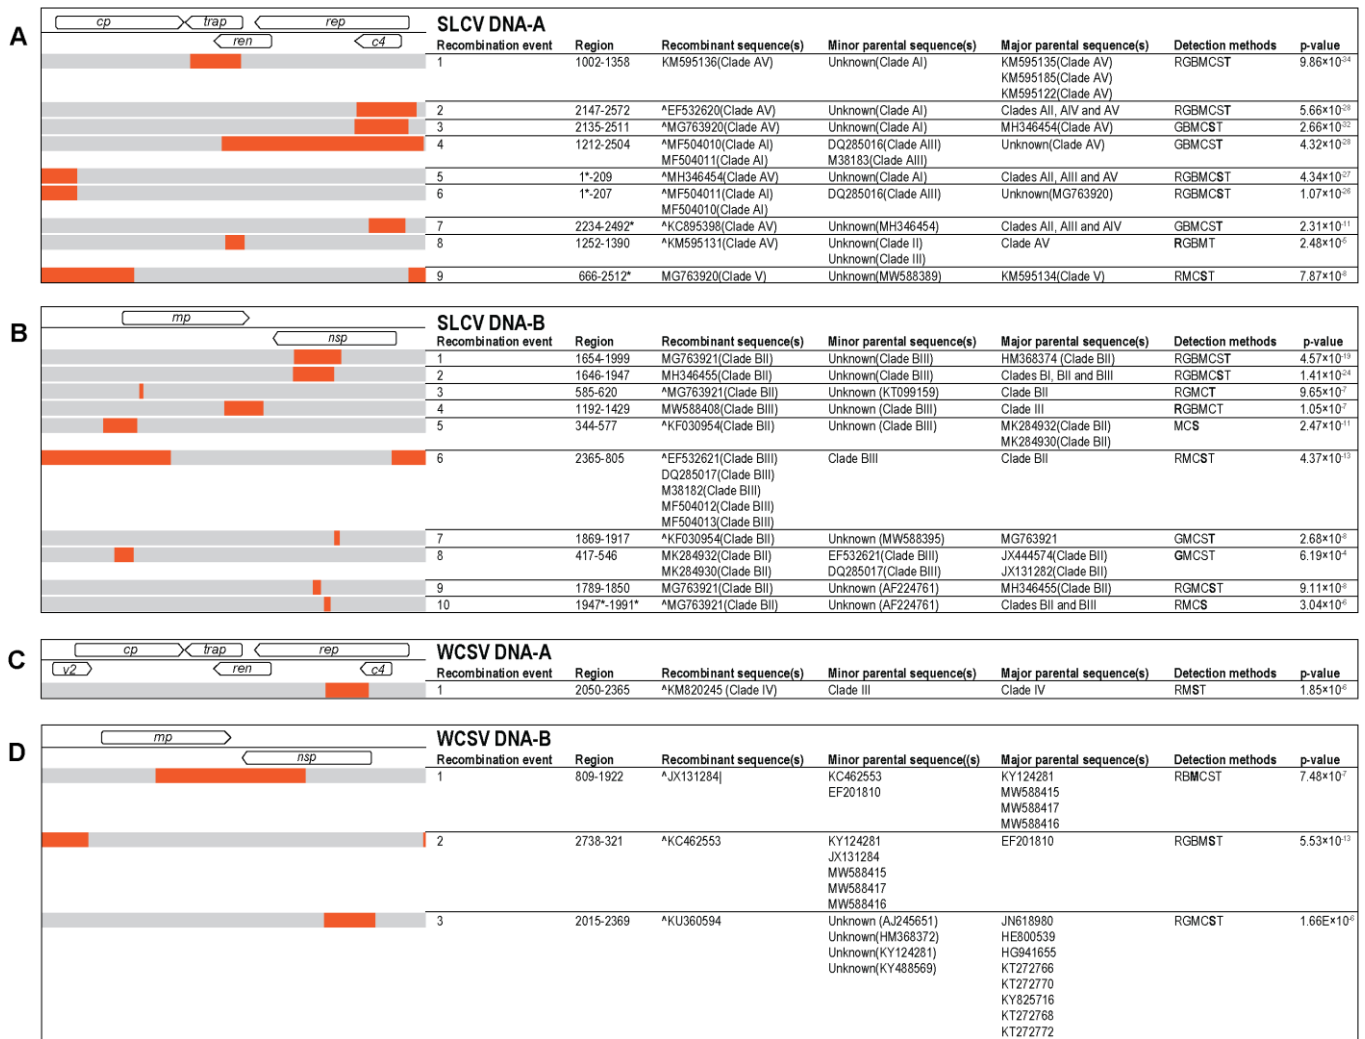 A
cp trap rep
ren c4
SLCV DNA-A
Recombination event Region Recombinant sequence(s) Minor parental sequence(s) Major parental sequence(s) Detection methods p-value
1 1002-1358 KM595136(Clade AV) Unknown(Clade AI) KM595135(Clade AV) RGBMCST 9.86×10⁻³⁴
KM595185(Clade AV)
KM595122(Clade AV)
2 2147-2572 ^EF532620(Clade AV) Unknown(Clade AI) Clades AII, AIV and AV RGBMCST 5.66×10⁻²⁸
3 2135-2511 ^MG763920(Clade AV) Unknown(Clade AI) MH346454(Clade AV) GBMCST 2.66×10⁻³²
4 1212-2504 ^MF504010(Clade AI) DQ285016(Clade AIII) Unknown(Clade AV) GBMCST 4.32×10⁻²⁸
MF504011(Clade AI) M38183(Clade AIII)
5 1*-209 ^MH346454(Clade AV) Unknown(Clade AI) Clades AII, AIII and AV RGBMCST 4.34×10⁻²⁷
6 1*-207 ^MF504011(Clade AI) DQ285016(Clade AIII) Unknown(MG763920) RGBMCST 1.07×10⁻²⁶
MF504010(Clade AI)
7 2234-2492* ^KC895398(Clade AV) Unknown(MH346454) Clades AII, AIII and AIV GBMCST 2.31×10⁻¹¹
8 1252-1390 ^KM595131(Clade AV) Unknown(Clade II) Clade AV RGBMT 2.48×10⁻⁵
Unknown(Clade III)
9 666-2512* MG763920(Clade V) Unknown(MW588389) KM595134(Clade V) RMCST 7.87×10⁻⁸
B
mp
nsp
SLCV DNA-B
Recombination event Region Recombinant sequence(s) Minor parental sequence(s) Major parental sequence(s) Detection methods p-value
1 1654-1999 MG763921(Clade BII) Unknown(Clade BIII) HM368374 (Clade BII) RGBMCST 4.57×10⁻¹⁹
2 1646-1947 MH346455(Clade BII) Unknown(Clade BIII) Clades BI, BII and BIII RGBMCST 1.41×10⁻²⁴
3 585-620 ^MG763921(Clade BII) Unknown (KT099159) Clade BII RGMCT 9.65×10⁻⁷
4 1192-1429 MW588408(Clade BIII) Unknown (Clade BIII) Clade III RGBMCT 1.05×10⁻⁷
5 344-577 ^KF030954(Clade BII) Unknown (Clade BIII) MK284932(Clade BII) MCS 2.47×10⁻¹¹
MK284930(Clade BII)
6 2365-805 ^EF532621(Clade BIII) Clade BIII Clade BII RMCST 4.37×10⁻¹³
DQ285017(Clade BIII)
M38182(Clade BIII)
MF504012(Clade BIII)
MF504013(Clade BIII)
7 1869-1917 ^KF030954(Clade BII) Unknown (MW588395) MG763921 GMCST 2.68×10⁻⁸
8 417-546 MK284932(Clade BII) EF532621(Clade BIII) JX444574(Clade BII) GMCST 6.19×10⁻⁴
MK284930(Clade BII) DQ285017(Clade BIII) JX131282(Clade BII)
9 1789-1850 MG763921(Clade BII) Unknown (AF224761) MH346455(Clade BII) RGMCST 9.11×10⁻⁸
10 1947*-1991* ^MG763921(Clade BII) Unknown (AF224761) Clades BII and BIII RMCS 3.04×10⁻⁶
C
cp trap rep
v2 ren c4
WCSV DNA-A
Recombination event Region Recombinant sequence(s) Minor parental sequence(s) Major parental sequence(s) Detection methods p-value
1 2050-2365 ^KM820245 (Clade IV) Clade III Clade IV RMST 1.85×10⁻⁶
D
mp
nsp
WCSV DNA-B
Recombination event Region Recombinant sequence(s) Minor parental sequence((s) Major parental sequence(s) Detection methods p-value
1 809-1922 ^JX131284| KC462553 KY124281 RBMCST 7.48×10⁻⁷
EF201810 MW588415
MW588417
MW588416
2 2738-321 ^KC462553 KY124281 EF201810 RGBMST 5.53×10⁻¹³
JX131284
MW588415
MW588417
MW588416
3 2015-2369 ^KU360594 Unknown (AJ245651) JN618980 RGMCST 1.66E×10⁻⁶
Unknown(HM368372) HE800539
Unknown(KY124281) HG941655
Unknown(KY488569) KT272766
KT272770
KY825716
KT272768
KT272772